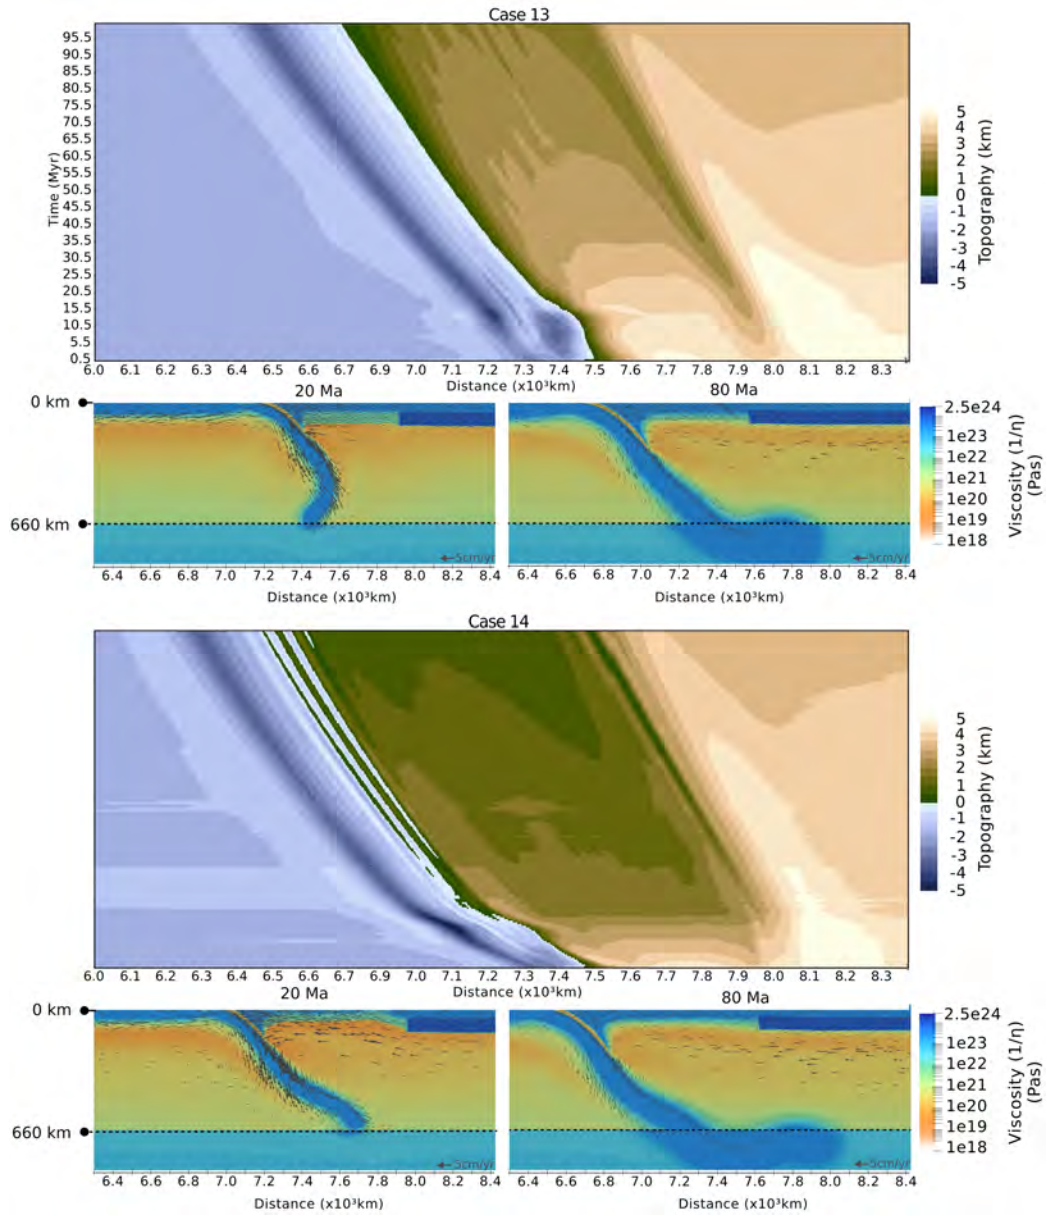 Case 13
95.5
90.5
85.5
80.5
75.5
70.5
65.5
60.5
55.5
50.5
45.5
40.5
35.5
30.5
25.5
20.5
15.5
10.5
5.5
0.5
Time (Myr)
5
4
3
2
1
0
-1
-2
-3
-4
-5
Topography (km)
6.0 6.1 6.2 6.3 6.4 6.5 6.6 6.7 6.8 6.9 7.0 7.1 7.2 7.3 7.4 7.5 7.6 7.7 7.8 7.9 8.0 8.1 8.2 8.3
Distance (x10³km)
20 Ma 80 Ma
0 km
660 km
5cm/yr 5cm/yr
2.5e24
1e23
1e22
1e21
1e20
1e19
1e18
Viscosity (1/η)
(Pas)
6.4 6.6 6.8 7.0 7.2 7.4 7.6 7.8 8.0 8.2 8.4 6.4 6.6 6.8 7.0 7.2 7.4 7.6 7.8 8.0 8.2 8.4
Distance (x10³km) Distance (x10³km)
Case 14
5
4
3
2
1
0
-1
-2
-3
-4
-5
Topography (km)
6.0 6.1 6.2 6.3 6.4 6.5 6.6 6.7 6.8 6.9 7.0 7.1 7.2 7.3 7.4 7.5 7.6 7.7 7.8 7.9 8.0 8.1 8.2 8.3
Distance (x10³km)
20 Ma 80 Ma
0 km
660 km
5cm/yr 5cm/yr
2.5e24
1e23
1e22
1e21
1e20
1e19
1e18
Viscosity (1/η)
(Pas)
6.4 6.6 6.8 7.0 7.2 7.4 7.6 7.8 8.0 8.2 8.4 6.4 6.6 6.8 7.0 7.2 7.4 7.6 7.8 8.0 8.2 8.4
Distance (x10³km) Distance (x10³km)